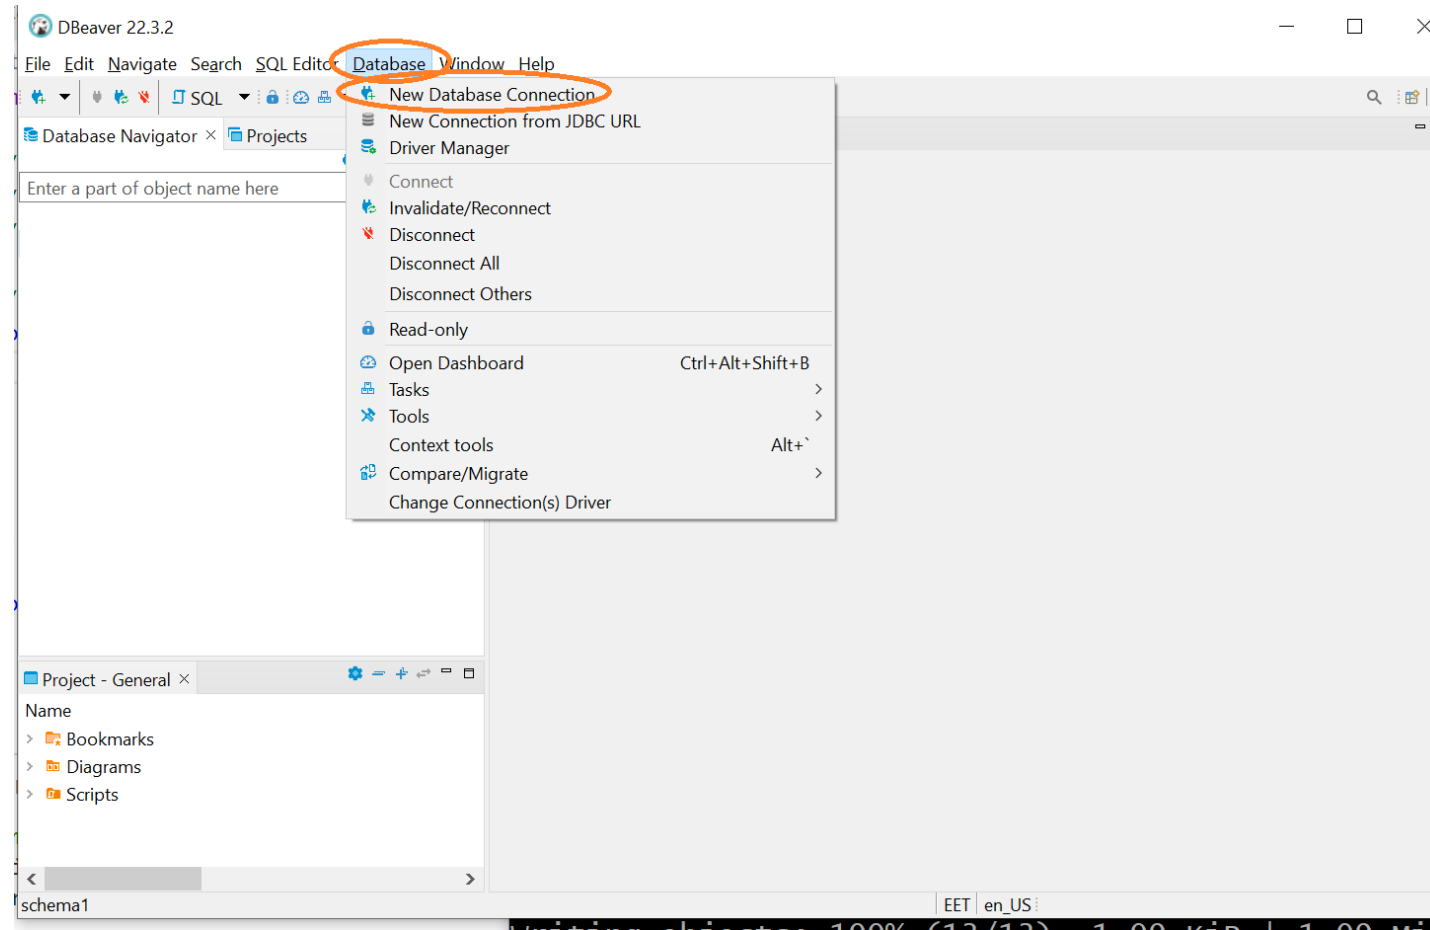 DBeaver 22.3.2
File Edit Navigate Search SQL Editor Database Window Help
SQL
New Database Connection
New Connection from JDBC URL
Driver Manager
Connect
Invalidate/Reconnect
Disconnect
Disconnect All
Disconnect Others
Read-only
Open Dashboard Ctrl+Alt+Shift+B
Tasks
Tools
Context tools Alt+`
Compare/Migrate
Change Connection(s) Driver
Database Navigator Projects
Enter a part of object name here
Project - General
Name
Bookmarks
Diagrams
Scripts
schema1 EET en_US